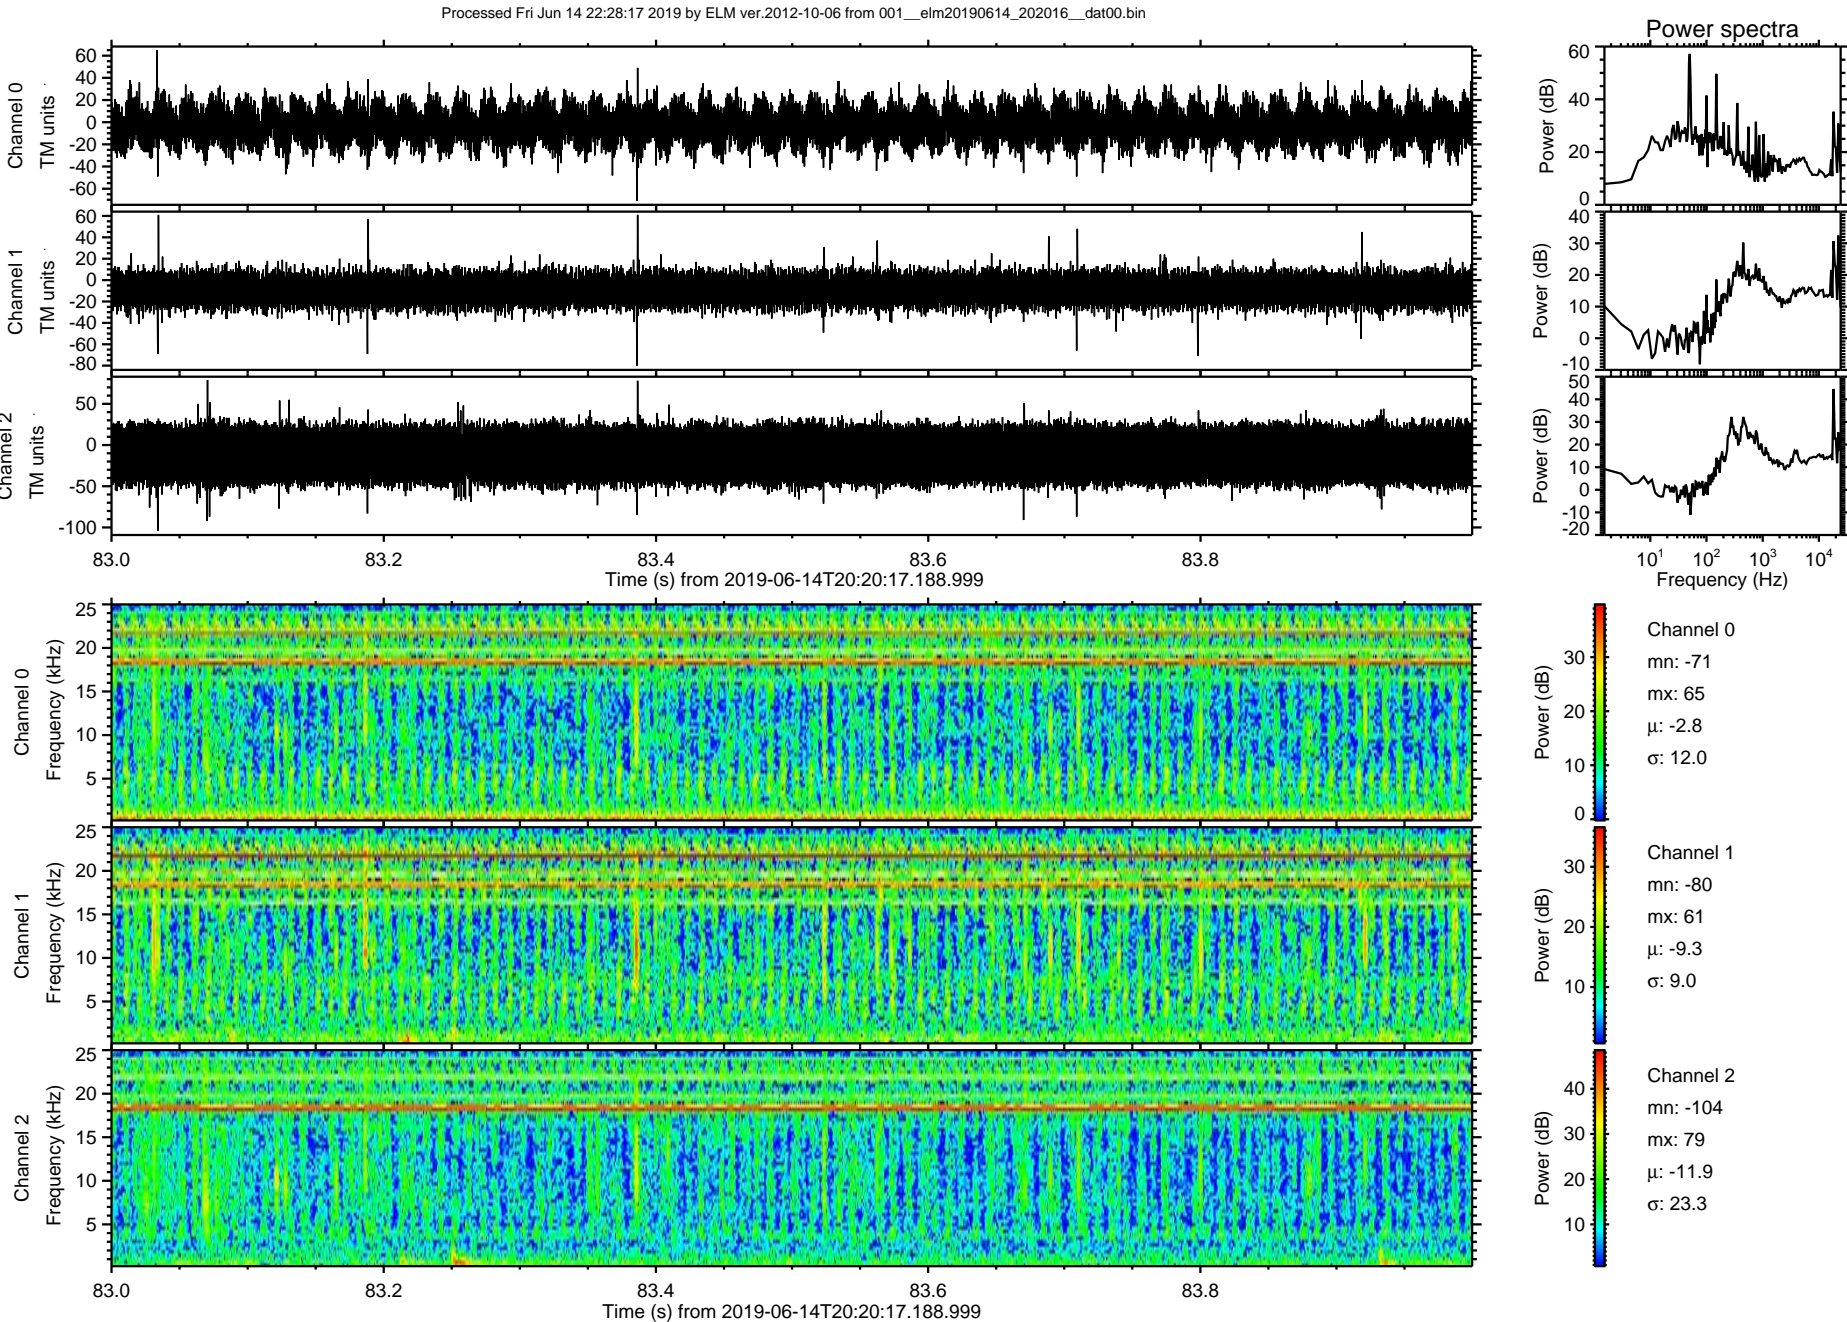 Processed Fri Jun 14 22:28:17 2019 by ELM ver.2012-10-06 from 001__elm20190614_202016__dat00.bin
Power spectra
Channel 0
TM units
60
40
20
0
-20
-40
-60
Power (dB)
60
40
20
0
Channel 1
TM units
60
40
20
0
-20
-40
-60
-80
Power (dB)
40
30
20
10
0
-10
Channel 2
TM units
50
0
-50
-100
Power (dB)
50
40
30
20
10
0
-10
-20
83.0 83.2 83.4 83.6 83.8
Time (s) from 2019-06-14T20:20:17.188.999
10^1 10^2 10^3 10^4
Frequency (Hz)
Channel 0
Frequency (kHz)
25
20
15
10
5
Power (dB)
30
20
10
0
Channel 0
mn: -71
mx: 65
μ: -2.8
σ: 12.0
Channel 1
Frequency (kHz)
25
20
15
10
5
Power (dB)
30
20
10
Channel 1
mn: -80
mx: 61
μ: -9.3
σ: 9.0
Channel 2
Frequency (kHz)
25
20
15
10
5
Power (dB)
40
30
20
10
Channel 2
mn: -104
mx: 79
μ: -11.9
σ: 23.3
83.0 83.2 83.4 83.6 83.8
Time (s) from 2019-06-14T20:20:17.188.999